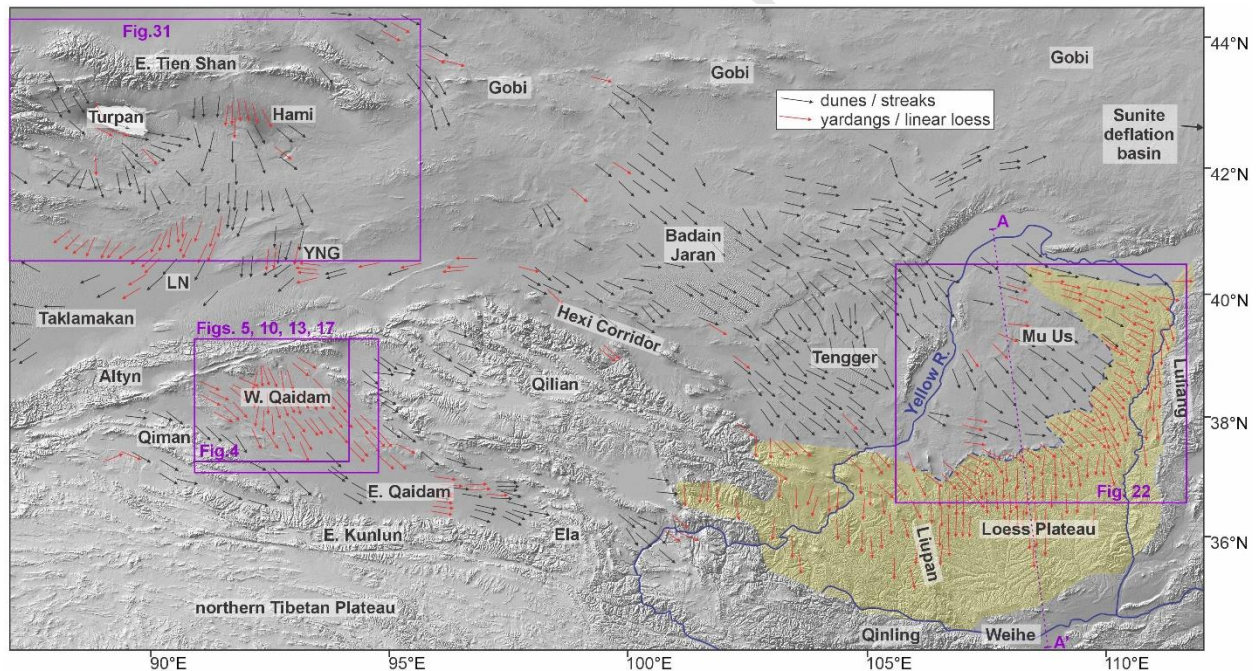 Fig.31
E. Tien Shan
Turpan
Hami
Gobi
Gobi
Gobi
dunes / streaks
yardangs / linear loess
Sunite
deflation
basin
44°N
42°N
40°N
38°N
36°N
YNG
LN
Taklamakan
Badain
Jaran
A
Figs. 5, 10, 13, 17
Hexi Corridor
Altyn
W. Qaidam
Qilian
Tengger
Yellow R.
Mu Us
Luliang
Qiman
Fig.4
E. Qaidam
Fig. 22
E. Kunlun
Ela
Liupan
Loess Plateau
northern Tibetan Plateau
Qinling
Weihe
A'
90°E
95°E
100°E
105°E
110°E